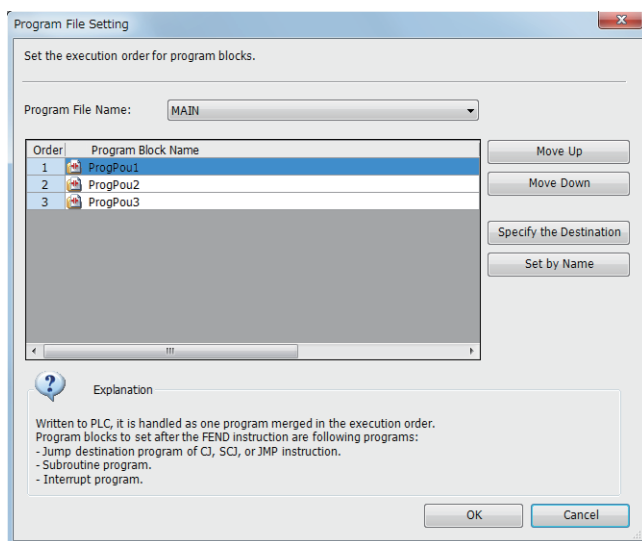 Program File Setting
Set the execution order for program blocks.
Program File Name: MAIN
Order Program Block Name
1 ProgPou1
2 ProgPou2
3 ProgPou3
Move Up
Move Down
Specify the Destination
Set by Name
Explanation
Written to PLC, it is handled as one program merged in the execution order.
Program blocks to set after the FEND instruction are following programs:
- Jump destination program of CJ, SCJ, or JMP instruction.
- Subroutine program.
- Interrupt program.
OK Cancel